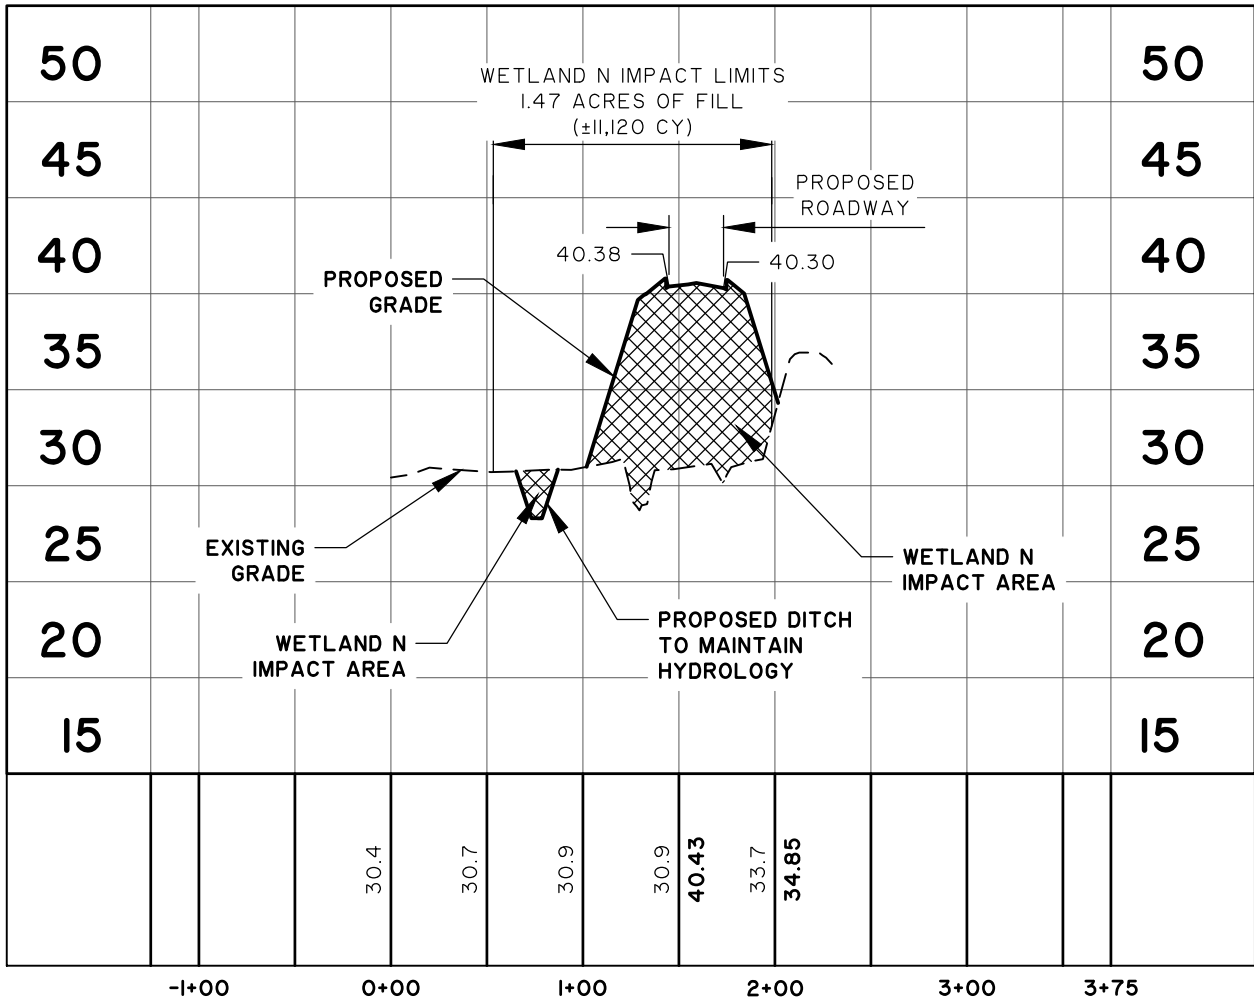 50
50
WETLAND N IMPACT LIMITS
1.47 ACRES OF FILL
(±11,120 CY)
45
45
PROPOSED
ROADWAY
40
40
40.38
40.30
PROPOSED
GRADE
35
35
30
30
EXISTING
GRADE
25
25
WETLAND N
IMPACT AREA
WETLAND N
IMPACT AREA
PROPOSED DITCH
TO MAINTAIN
HYDROLOGY
20
20
15
15
30.4
30.7
30.9
30.9
40.43
33.7
34.85
-1+00
0+00
1+00
2+00
3+00
3+75